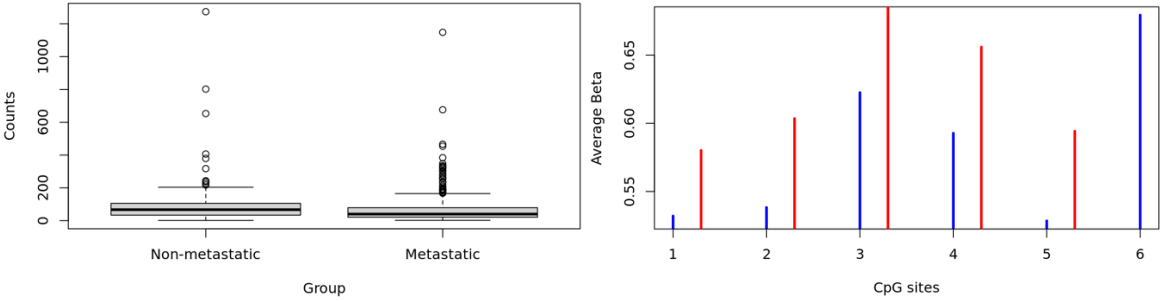 Counts
0
200
600
1000
Non-metastatic
Metastatic
Group
Average Beta
0.55
0.60
0.65
1
2
3
4
5
6
CpG sites